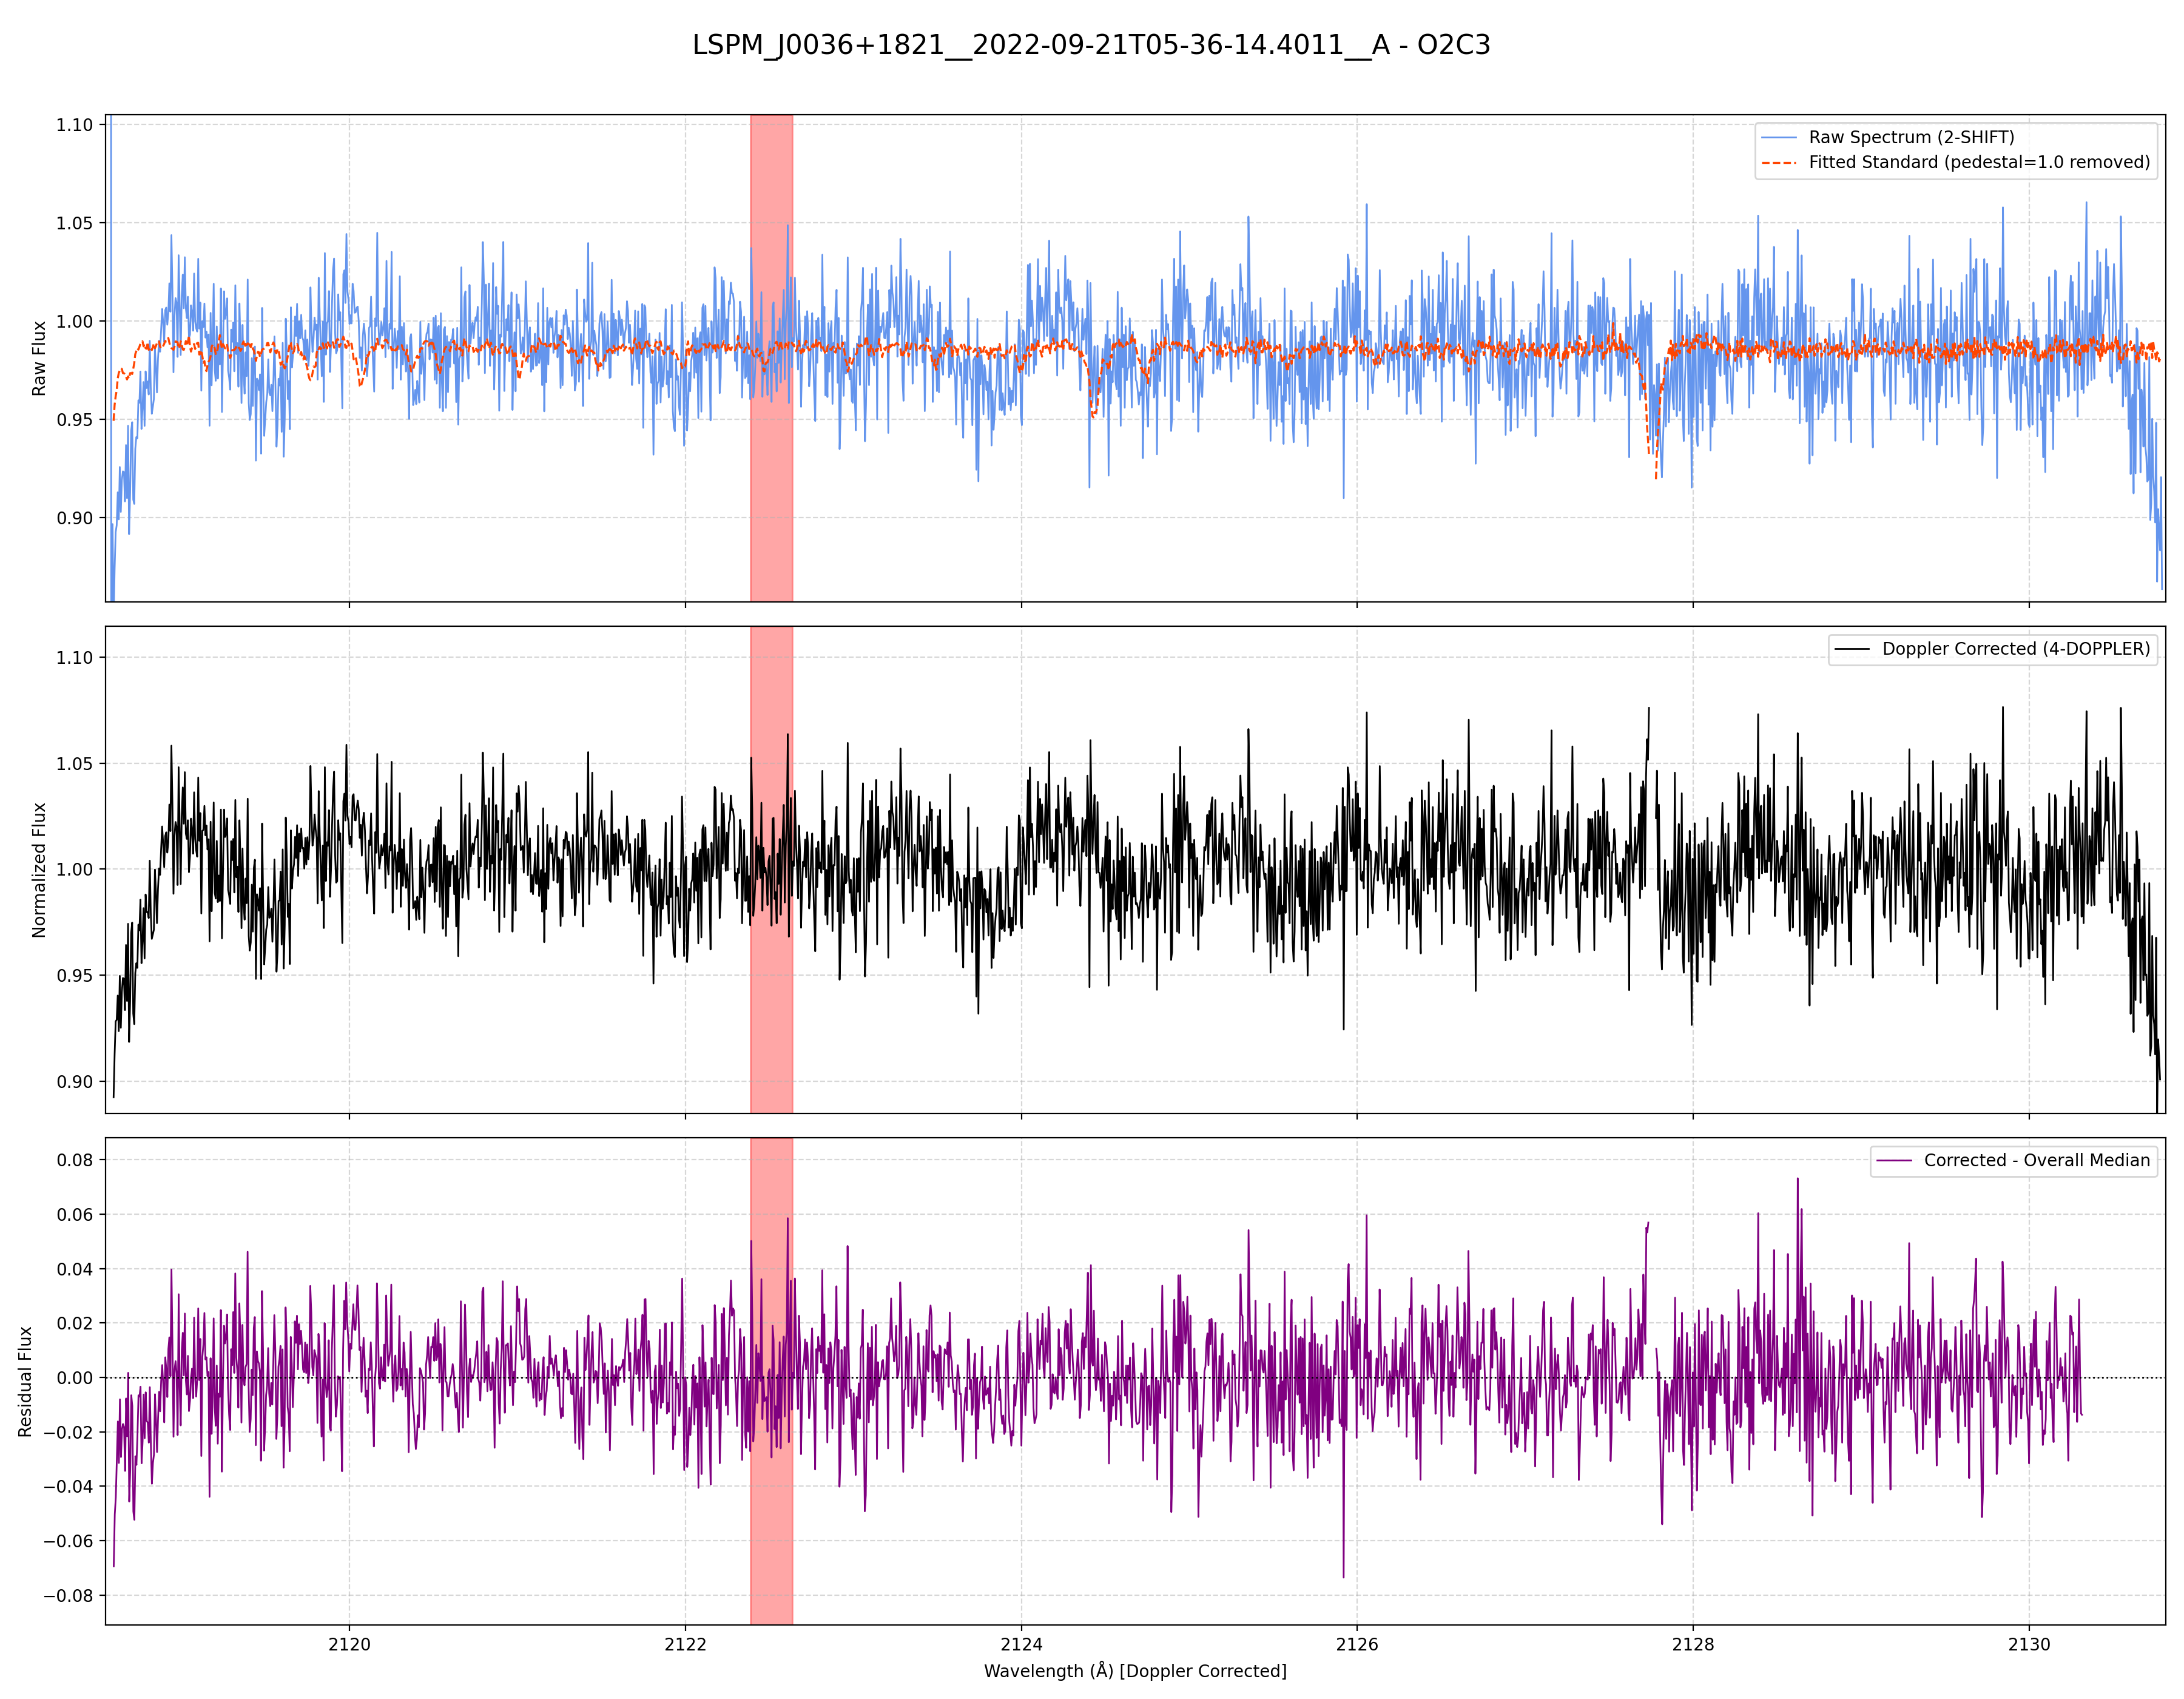 LSPM_J0036+1821__2022-09-21T05-36-14.4011__A - O2C3
1.10
1.05
1.00
0.95
0.90
Raw Flux
Raw Spectrum (2-SHIFT)
Fitted Standard (pedestal=1.0 removed)
1.10
1.05
1.00
0.95
0.90
Normalized Flux
Doppler Corrected (4-DOPPLER)
0.08
0.06
0.04
0.02
0.00
−0.02
−0.04
−0.06
−0.08
Residual Flux
Corrected - Overall Median
2120 2122 2124 2126 2128 2130
Wavelength (Å) [Doppler Corrected]